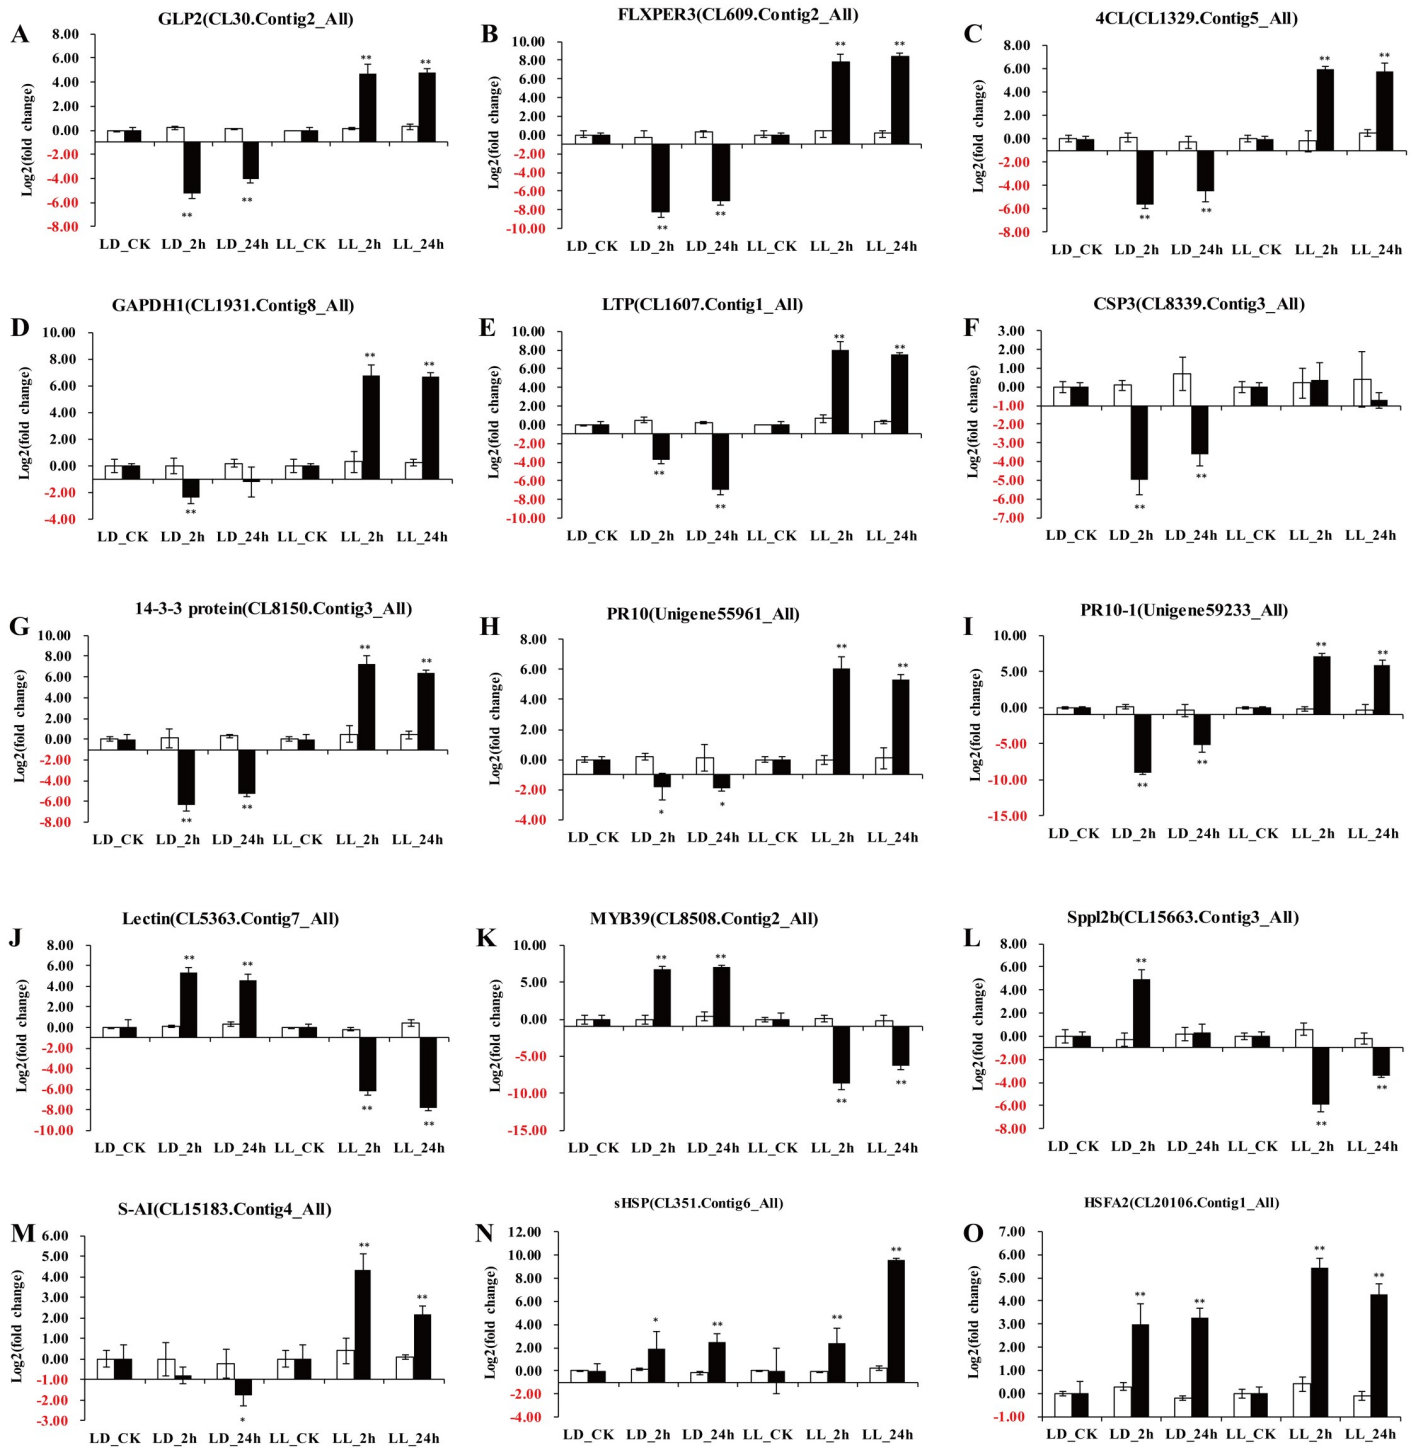 A
GLP2(CL30.Contig2_All)
Log2(fold change)
8.00
6.00
4.00
2.00
0.00
-2.00
-4.00
-6.00
-8.00
** ** ** **
LD_CK LD_2h LD_24h LL_CK LL_2h LL_24h
B
FLXPER3(CL609.Contig2_All)
Log2(fold change)
10.00
8.00
6.00
4.00
2.00
0.00
-2.00
-4.00
-6.00
-8.00
-10.00
** ** ** **
LD_CK LD_2h LD_24h LL_CK LL_2h LL_24h
C
4CL(CL1329.Contig5_All)
Log2(fold change)
8.00
6.00
4.00
2.00
0.00
-2.00
-4.00
-6.00
-8.00
** ** ** **
LD_CK LD_2h LD_24h LL_CK LL_2h LL_24h
D
GAPDH1(CL1931.Contig8_All)
Log2(fold change)
10.00
8.00
6.00
4.00
2.00
0.00
-2.00
-4.00
** ** **
LD_CK LD_2h LD_24h LL_CK LL_2h LL_24h
E
LTP(CL1607.Contig1_All)
Log2(fold change)
10.00
8.00
6.00
4.00
2.00
0.00
-2.00
-4.00
-6.00
-8.00
-10.00
** ** ** **
LD_CK LD_2h LD_24h LL_CK LL_2h LL_24h
F
CSP3(CL8339.Contig3_All)
Log2(fold change)
3.00
2.00
1.00
0.00
-1.00
-2.00
-3.00
-4.00
-5.00
-6.00
-7.00
** **
LD_CK LD_2h LD_24h LL_CK LL_2h LL_24h
G
14-3-3 protein(CL8150.Contig3_All)
Log2(fold change)
10.00
8.00
6.00
4.00
2.00
0.00
-2.00
-4.00
-6.00
-8.00
** ** ** **
LD_CK LD_2h LD_24h LL_CK LL_2h LL_24h
H
PR10(Unigene55961_All)
Log2(fold change)
8.00
6.00
4.00
2.00
0.00
-2.00
-4.00
* * ** **
LD_CK LD_2h LD_24h LL_CK LL_2h LL_24h
I
PR10-1(Unigene59233_All)
Log2(fold change)
10.00
5.00
0.00
-5.00
-10.00
-15.00
** ** ** **
LD_CK LD_2h LD_24h LL_CK LL_2h LL_24h
J
Lectin(CL5363.Contig7_All)
Log2(fold change)
8.00
6.00
4.00
2.00
0.00
-2.00
-4.00
-6.00
-8.00
-10.00
** ** ** **
LD_CK LD_2h LD_24h LL_CK LL_2h LL_24h
K
MYB39(CL8508.Contig2_All)
Log2(fold change)
10.00
5.00
0.00
-5.00
-10.00
-15.00
** ** ** **
LD_CK LD_2h LD_24h LL_CK LL_2h LL_24h
L
Sppl2b(CL15663.Contig3_All)
Log2(fold change)
8.00
6.00
4.00
2.00
0.00
-2.00
-4.00
-6.00
-8.00
** ** **
LD_CK LD_2h LD_24h LL_CK LL_2h LL_24h
M
S-AI(CL15183.Contig4_All)
Log2(fold change)
6.00
5.00
4.00
3.00
2.00
1.00
0.00
-1.00
-2.00
-3.00
* ** **
LD_CK LD_2h LD_24h LL_CK LL_2h LL_24h
N
sHSP(CL351.Contig6_All)
Log2(fold change)
12.00
10.00
8.00
6.00
4.00
2.00
0.00
-2.00
-4.00
* ** ** **
LD_CK LD_2h LD_24h LL_CK LL_2h LL_24h
O
HSFA2(CL20106.Contig1_All)
Log2(fold change)
7.00
6.00
5.00
4.00
3.00
2.00
1.00
0.00
-1.00
** ** ** **
LD_CK LD_2h LD_24h LL_CK LL_2h LL_24h